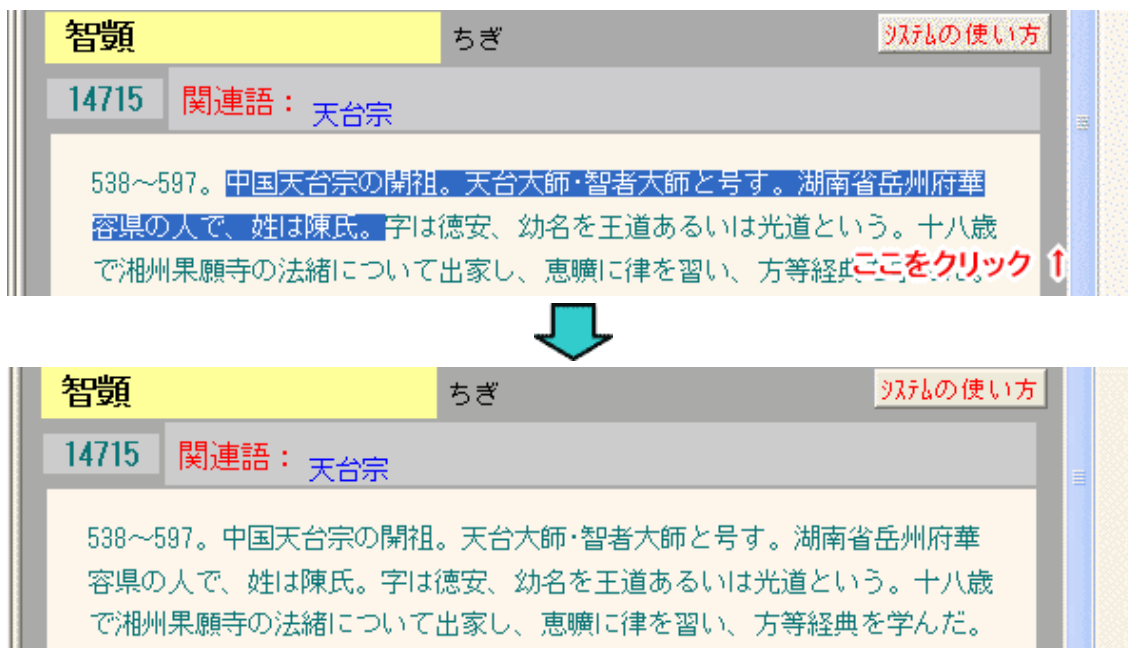 智顗 ちぎ システムの使い方
14715 関連語： 天台宗
538～597。中国天台宗の開祖。天台大師･智者大師と号す。湖南省岳州府華
容県の人で、姓は陳氏。字は徳安、幼名を王道あるいは光道という。十八歳
で湘州果願寺の法緒について出家し、恵曠に律を習い、方等経典
ここをクリック ↑
智顗 ちぎ システムの使い方
14715 関連語： 天台宗
538～597。中国天台宗の開祖。天台大師･智者大師と号す。湖南省岳州府華
容県の人で、姓は陳氏。字は徳安、幼名を王道あるいは光道という。十八歳
で湘州果願寺の法緒について出家し、恵曠に律を習い、方等経典を学んだ。